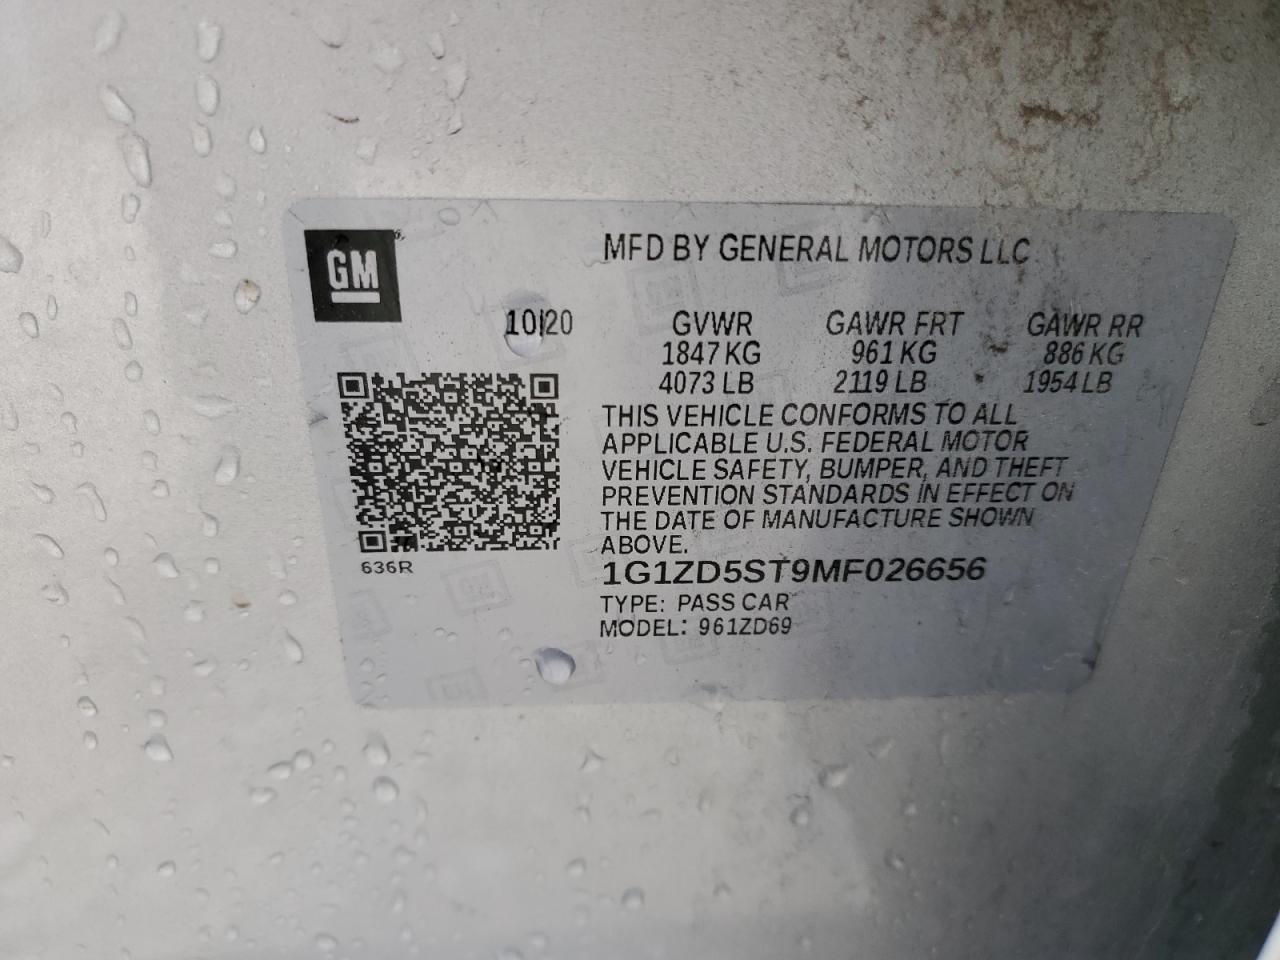 GM
MFD BY GENERAL MOTORS LLC
10/20 GVWR GAWR FRT GAWR RR
1847 KG 961 KG 886 KG
4073 LB 2119 LB 1954 LB
THIS VEHICLE CONFORMS TO ALL
APPLICABLE U.S. FEDERAL MOTOR
VEHICLE SAFETY, BUMPER, AND THEFT
PREVENTION STANDARDS IN EFFECT ON
THE DATE OF MANUFACTURE SHOWN
ABOVE.
636R
1G1ZD5ST9MF026656
TYPE: PASS CAR
MODEL: 961ZD69